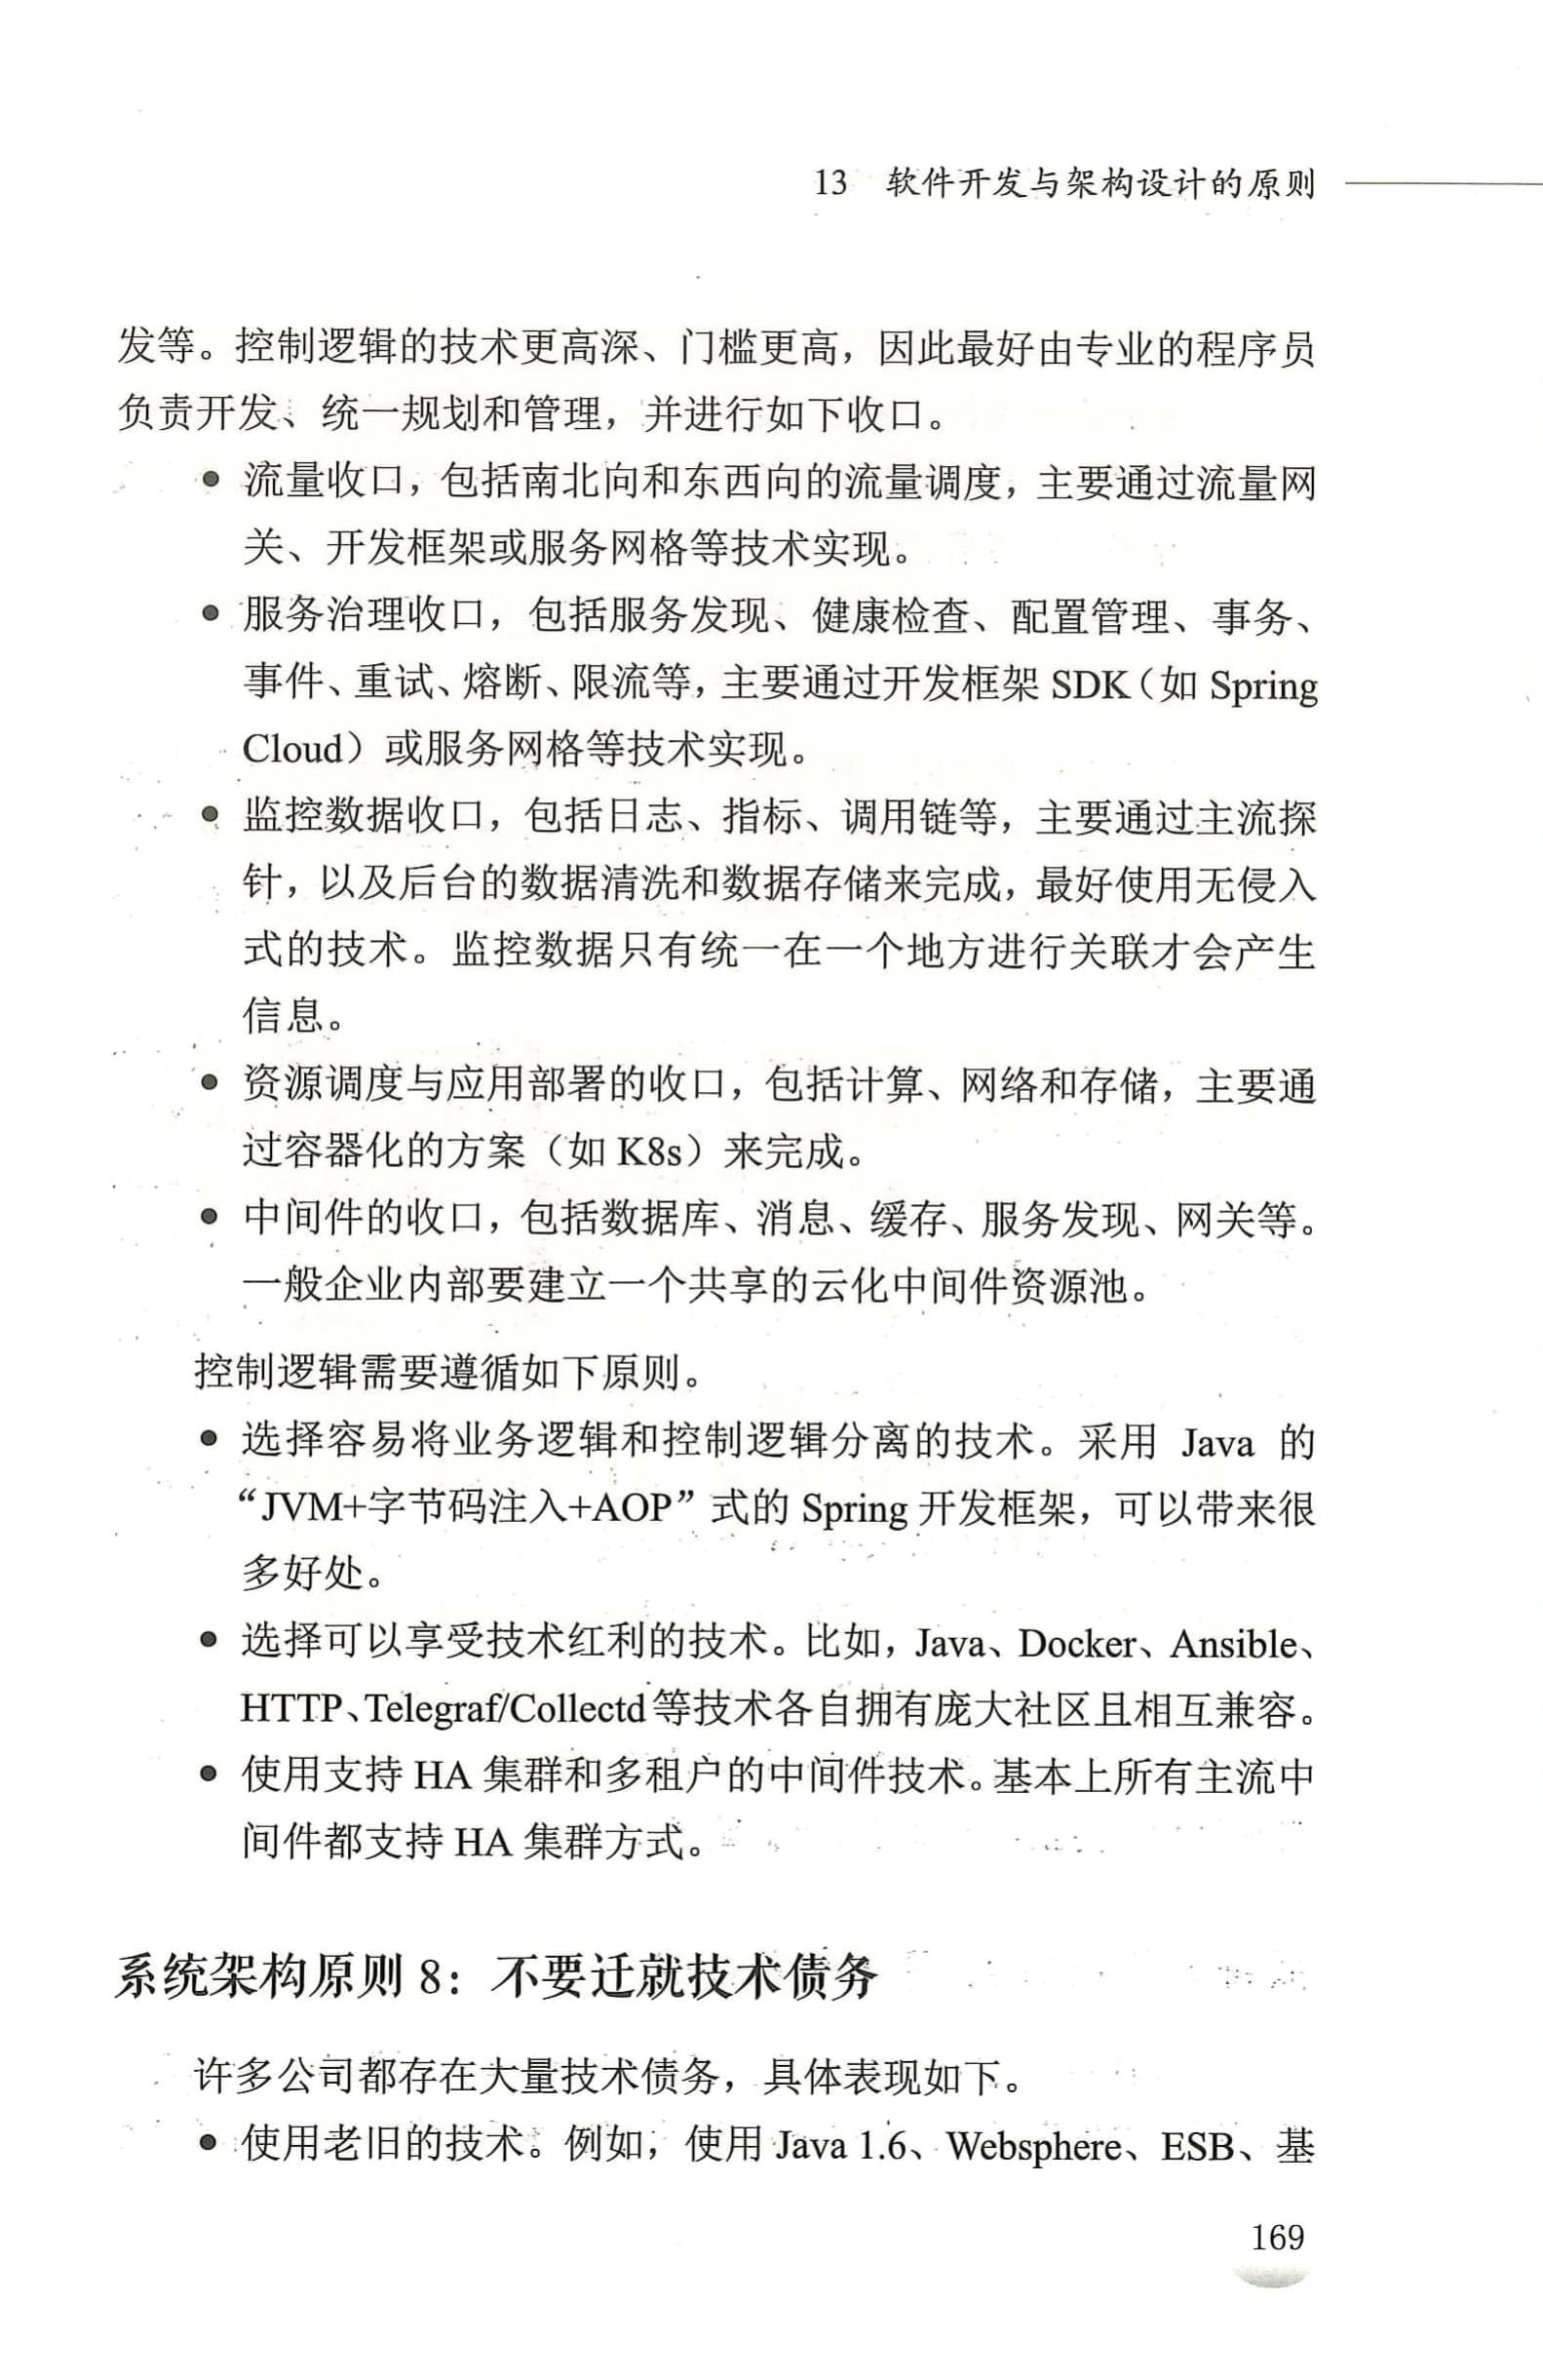 13 软件开发与架构设计的原则
发等。控制逻辑的技术更高深、门槛更高，因此最好由专业的程序员
负责开发、统一规划和管理，并进行如下收口。
● 流量收口，包括南北向和东西向的流量调度，主要通过流量网
关、开发框架或服务网格等技术实现。
● 服务治理收口，包括服务发现、健康检查、配置管理、事务、
事件、重试、熔断、限流等，主要通过开发框架 SDK（如 Spring
Cloud）或服务网格等技术实现。
● 监控数据收口，包括日志、指标、调用链等，主要通过主流探
针，以及后台的数据清洗和数据存储来完成，最好使用无侵入
式的技术。监控数据只有统一在一个地方进行关联才会产生
信息。
● 资源调度与应用部署的收口，包括计算、网络和存储，主要通
过容器化的方案（如 K8s）来完成。
● 中间件的收口，包括数据库、消息、缓存、服务发现、网关等。
一般企业内部要建立一个共享的云化中间件资源池。
控制逻辑需要遵循如下原则。
● 选择容易将业务逻辑和控制逻辑分离的技术。采用 Java 的
“JVM+字节码注入+AOP”式的 Spring 开发框架，可以带来很
多好处。
● 选择可以享受技术红利的技术。比如，Java、Docker、Ansible、
HTTP、Telegraf/Collectd 等技术各自拥有庞大社区且相互兼容。
● 使用支持 HA 集群和多租户的中间件技术。基本上所有主流中
间件都支持 HA 集群方式。
系统架构原则 8：不要迁就技术债务
许多公司都存在大量技术债务，具体表现如下。
● 使用老旧的技术。例如，使用 Java 1.6、Websphere、ESB、基
169